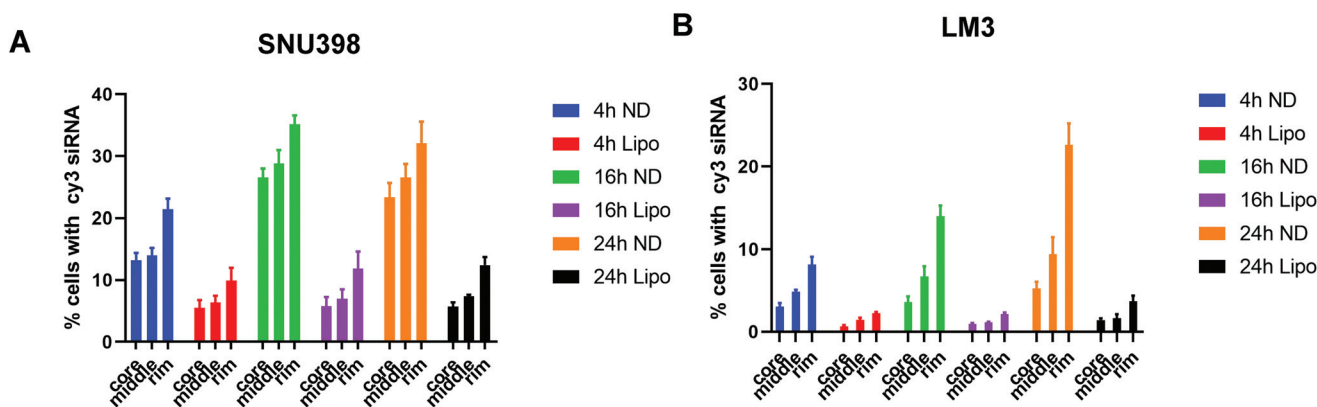 A
SNU398
% cells with cy3 siRNA
40
30
20
10
0
core
middle
rim
core
middle
rim
core
middle
rim
core
middle
rim
core
middle
rim
core
middle
rim
4h ND
4h Lipo
16h ND
16h Lipo
24h ND
24h Lipo
B
LM3
% cells with cy3 siRNA
30
20
10
0
core
middle
rim
core
middle
rim
core
middle
rim
core
middle
rim
core
middle
rim
core
middle
rim
4h ND
4h Lipo
16h ND
16h Lipo
24h ND
24h Lipo